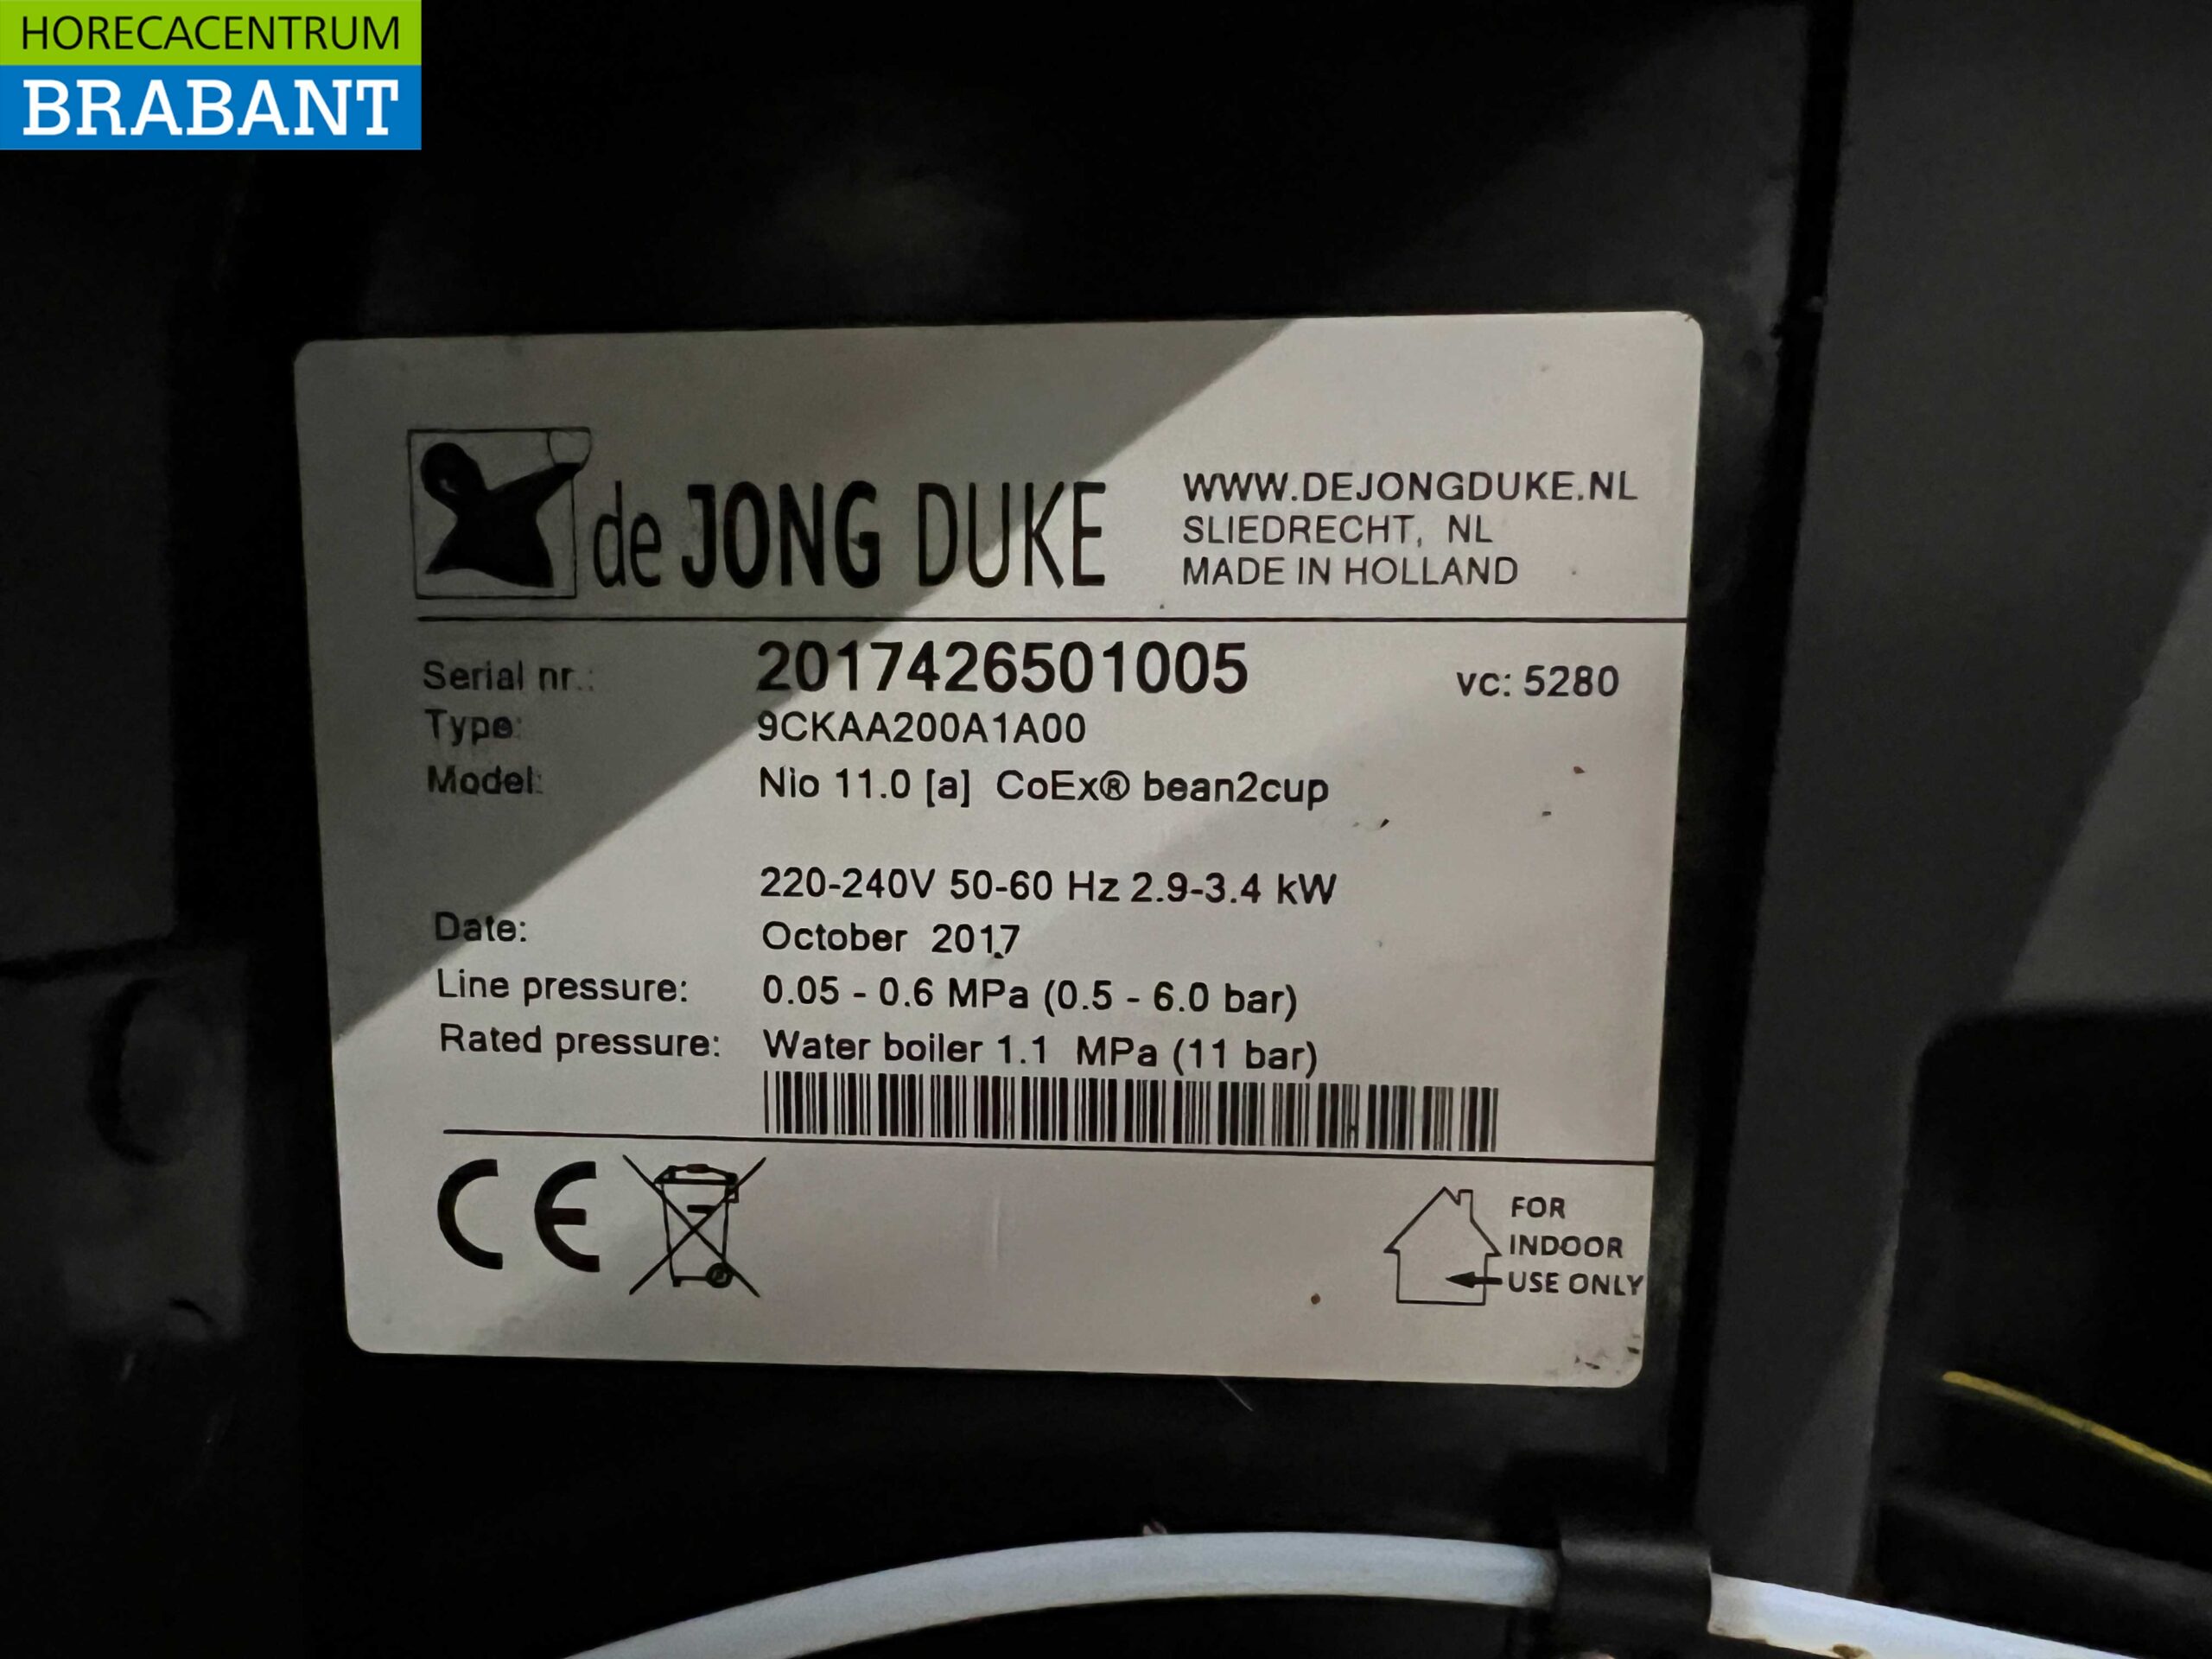 HORECACENTRUM
BRABANT
de JONG DUKE
WWW.DEJONGDUKE.NL
SLIEDRECHT, NL
MADE IN HOLLAND
Serial nr.: 2017426501005 vc: 5280
Type: 9CKAA200A1A00
Model: Nio 11.0 [a] CoEx® bean2cup
220-240V 50-60 Hz 2.9-3.4 kW
Date: October 2017
Line pressure: 0.05 - 0.6 MPa (0.5 - 6.0 bar)
Rated pressure: Water boiler 1.1 MPa (11 bar)
CE
FOR
INDOOR
USE ONLY